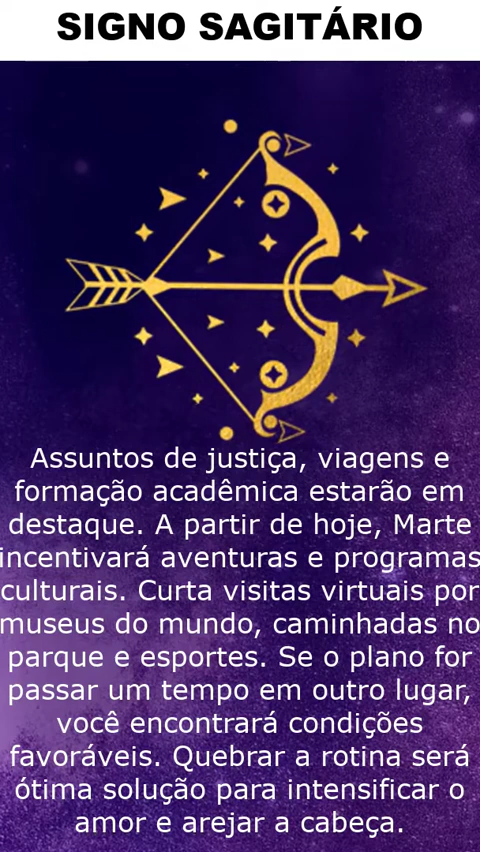 SIGNO SAGITÁRIO
Assuntos de justiça, viagens e
formação acadêmica estarão em
destaque. A partir de hoje, Marte
incentivará aventuras e programas
culturais. Curta visitas virtuais por
museus do mundo, caminhadas no
parque e esportes. Se o plano for
passar um tempo em outro lugar,
você encontrará condições
favoráveis. Quebrar a rotina será
ótima solução para intensificar o
amor e arejar a cabeça.